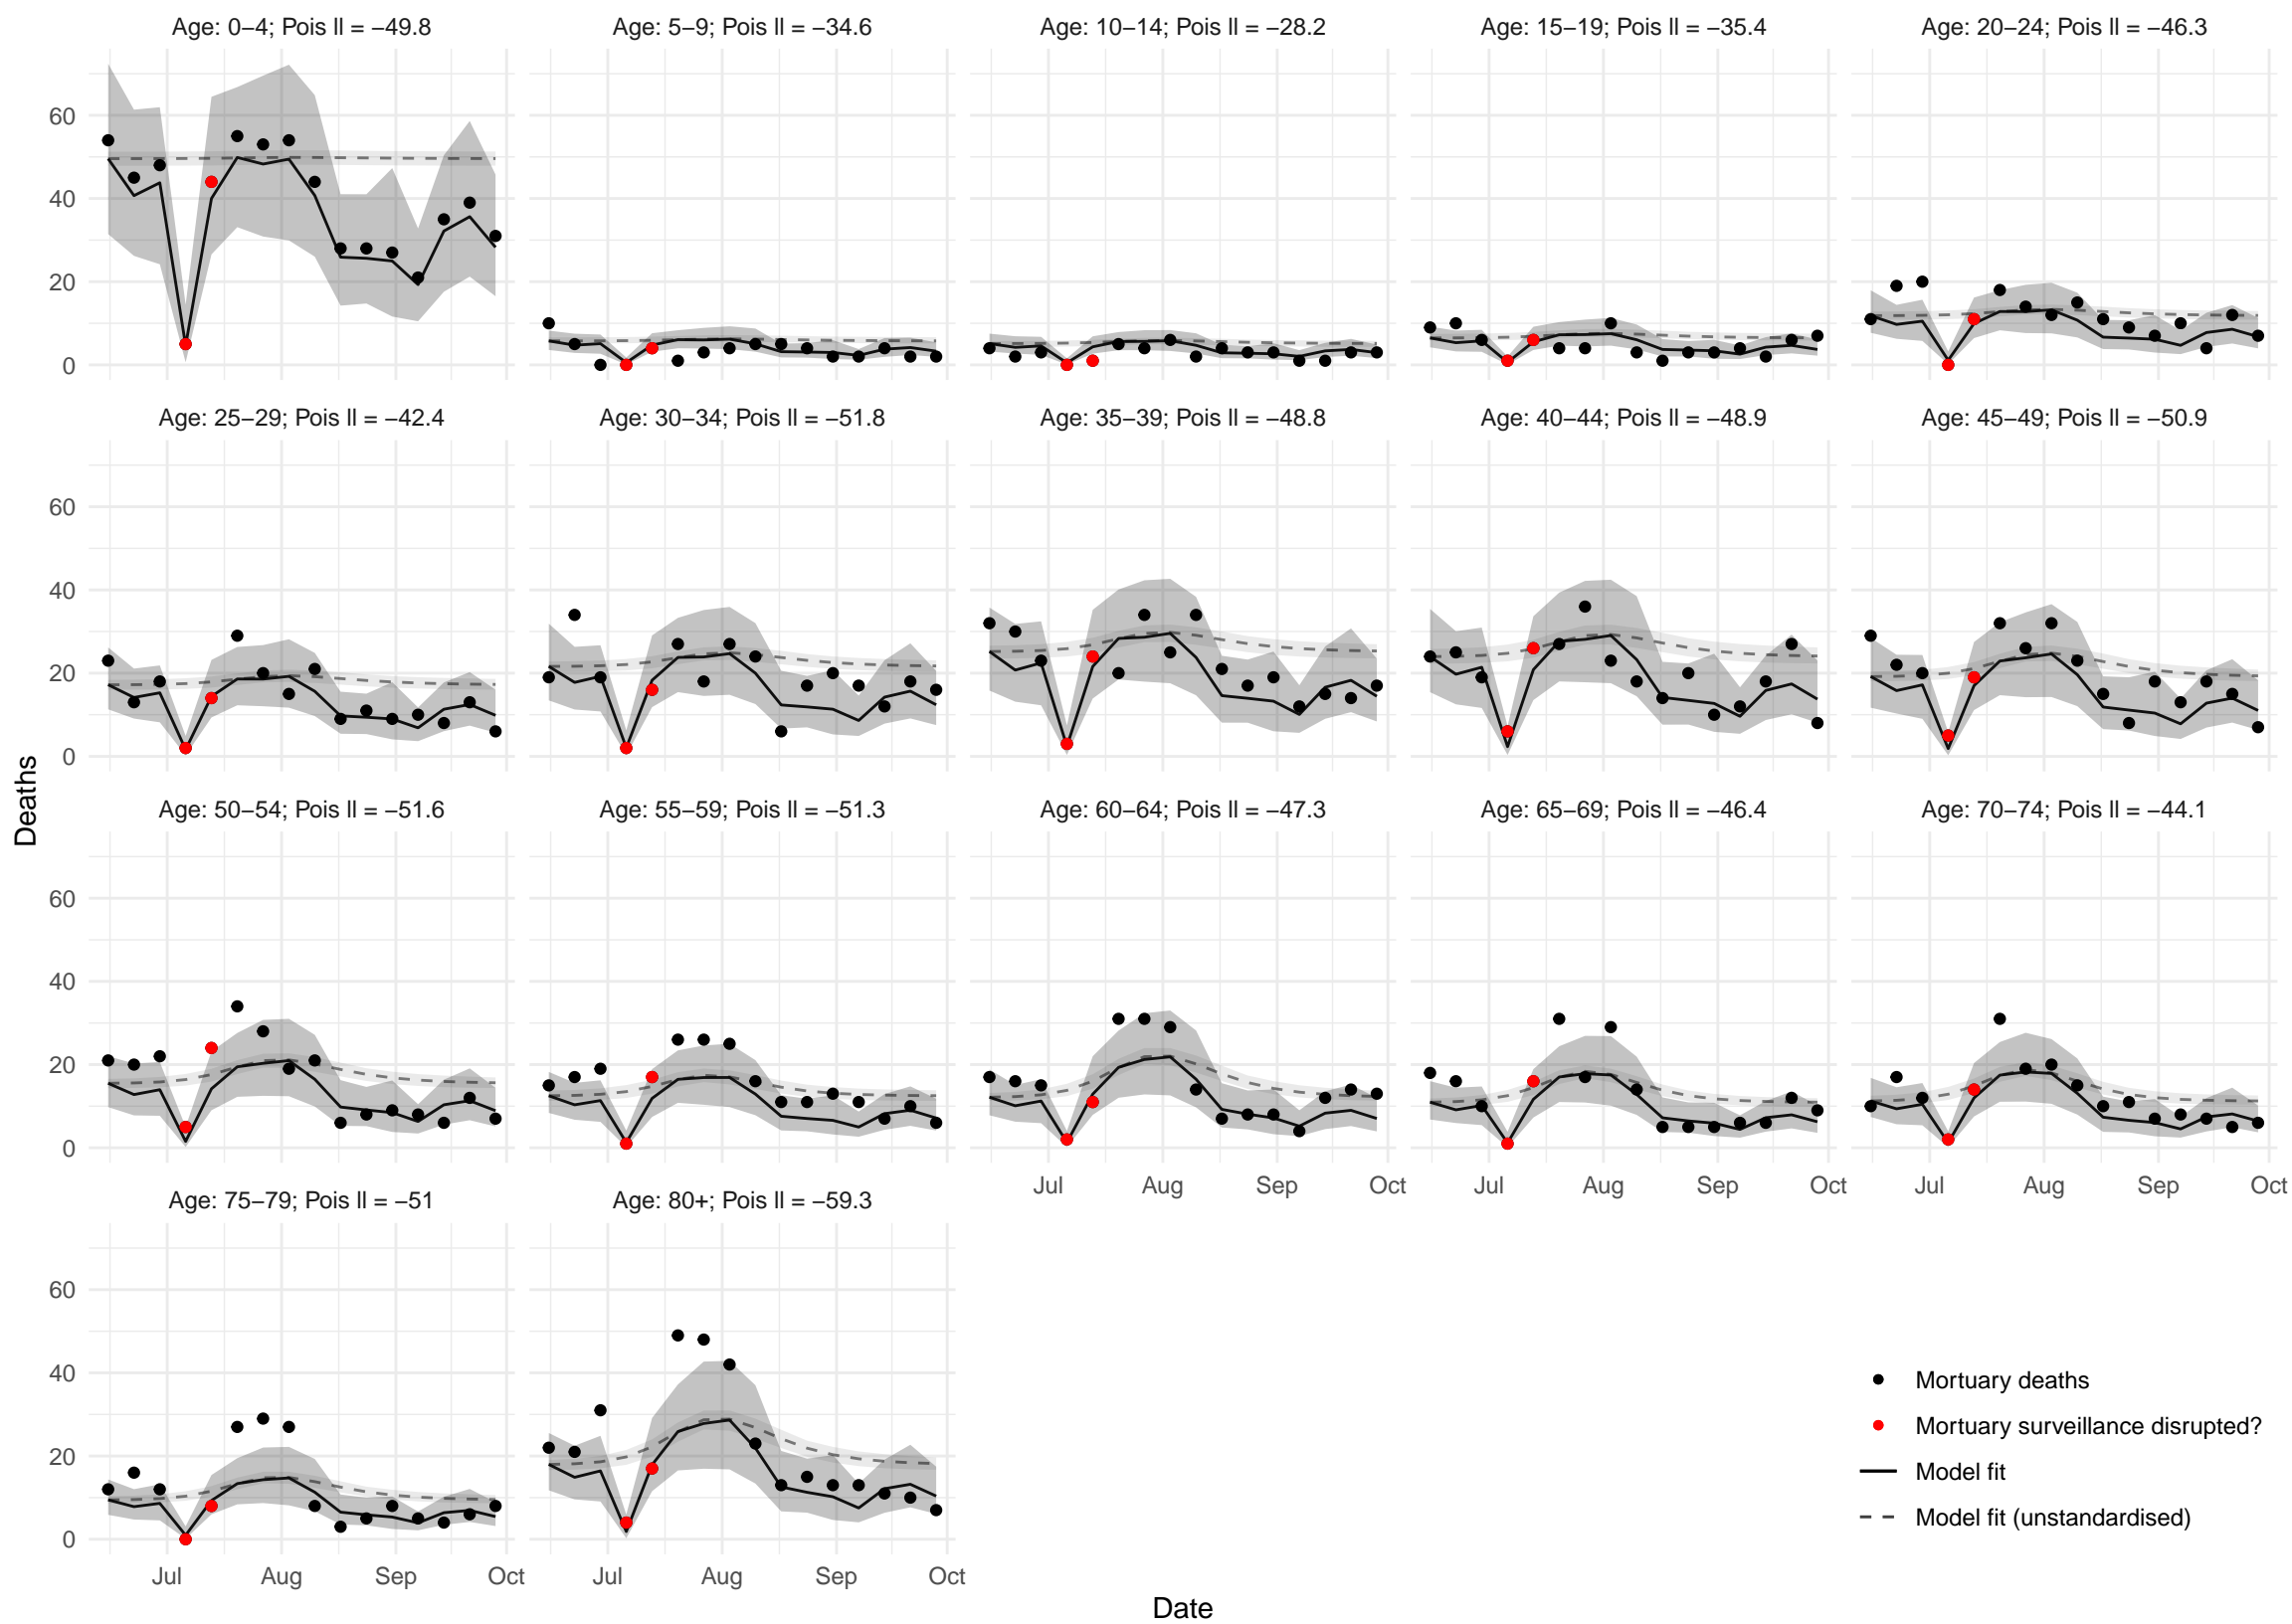 Age: 0−4; Pois ll = −49.8
Age: 5−9; Pois ll = −34.6
Age: 10−14; Pois ll = −28.2
Age: 15−19; Pois ll = −35.4
Age: 20−24; Pois ll = −46.3
60
40
20
0
Age: 25−29; Pois ll = −42.4
Age: 30−34; Pois ll = −51.8
Age: 35−39; Pois ll = −48.8
Age: 40−44; Pois ll = −48.9
Age: 45−49; Pois ll = −50.9
60
40
20
0
Deaths
Age: 50−54; Pois ll = −51.6
Age: 55−59; Pois ll = −51.3
Age: 60−64; Pois ll = −47.3
Age: 65−69; Pois ll = −46.4
Age: 70−74; Pois ll = −44.1
60
40
20
0
Jul Aug Sep Oct
Jul Aug Sep Oct
Jul Aug Sep Oct
Age: 75−79; Pois ll = −51
Age: 80+; Pois ll = −59.3
60
40
20
0
Jul Aug Sep Oct
Jul Aug Sep Oct
Mortuary deaths
Mortuary surveillance disrupted?
Model fit
Model fit (unstandardised)
Date